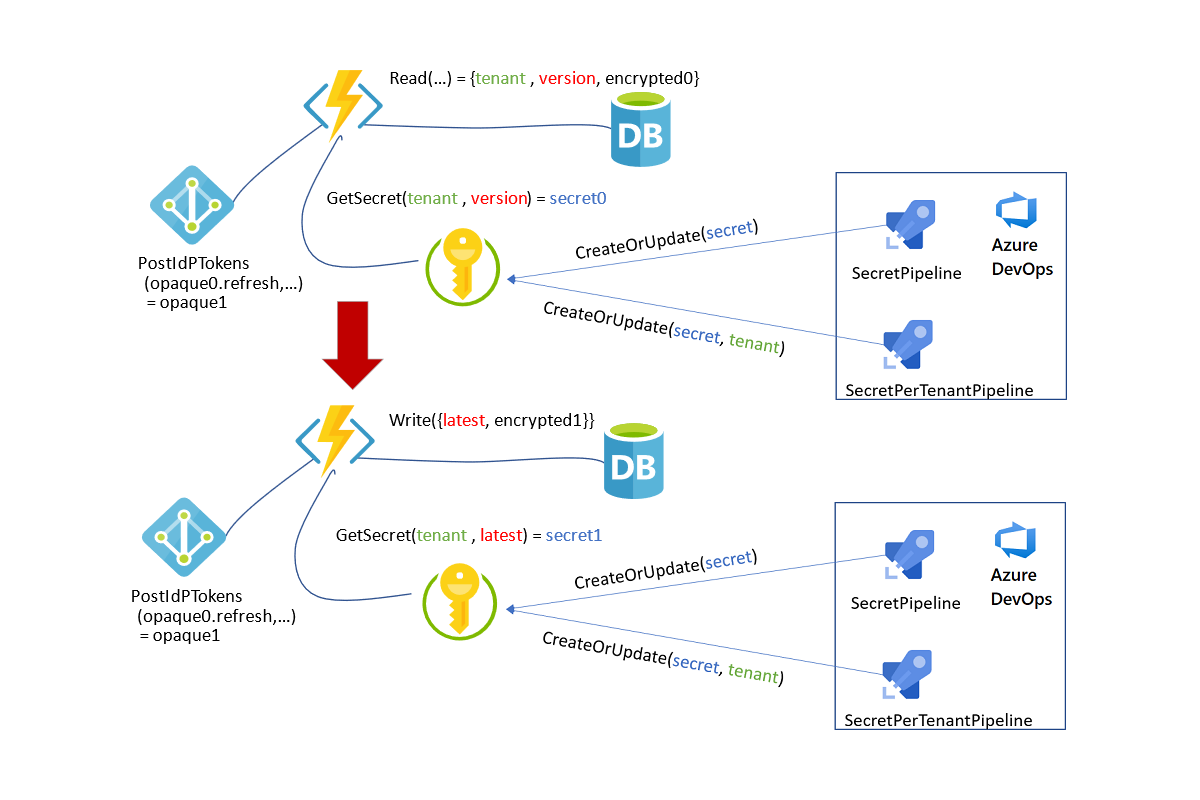 Read(...) = {tenant , version, encrypted0}
DB
GetSecret(tenant , version) = secret0
PostIdPTokens
(opaque0.refresh,...)
= opaque1
CreateOrUpdate(secret)
CreateOrUpdate(secret, tenant)
SecretPipeline
Azure
DevOps
SecretPerTenantPipeline
Write({latest, encrypted1}}
DB
GetSecret(tenant , latest) = secret1
PostIdPTokens
(opaque0.refresh,...)
= opaque1
CreateOrUpdate(secret)
CreateOrUpdate(secret, tenant)
SecretPipeline
Azure
DevOps
SecretPerTenantPipeline